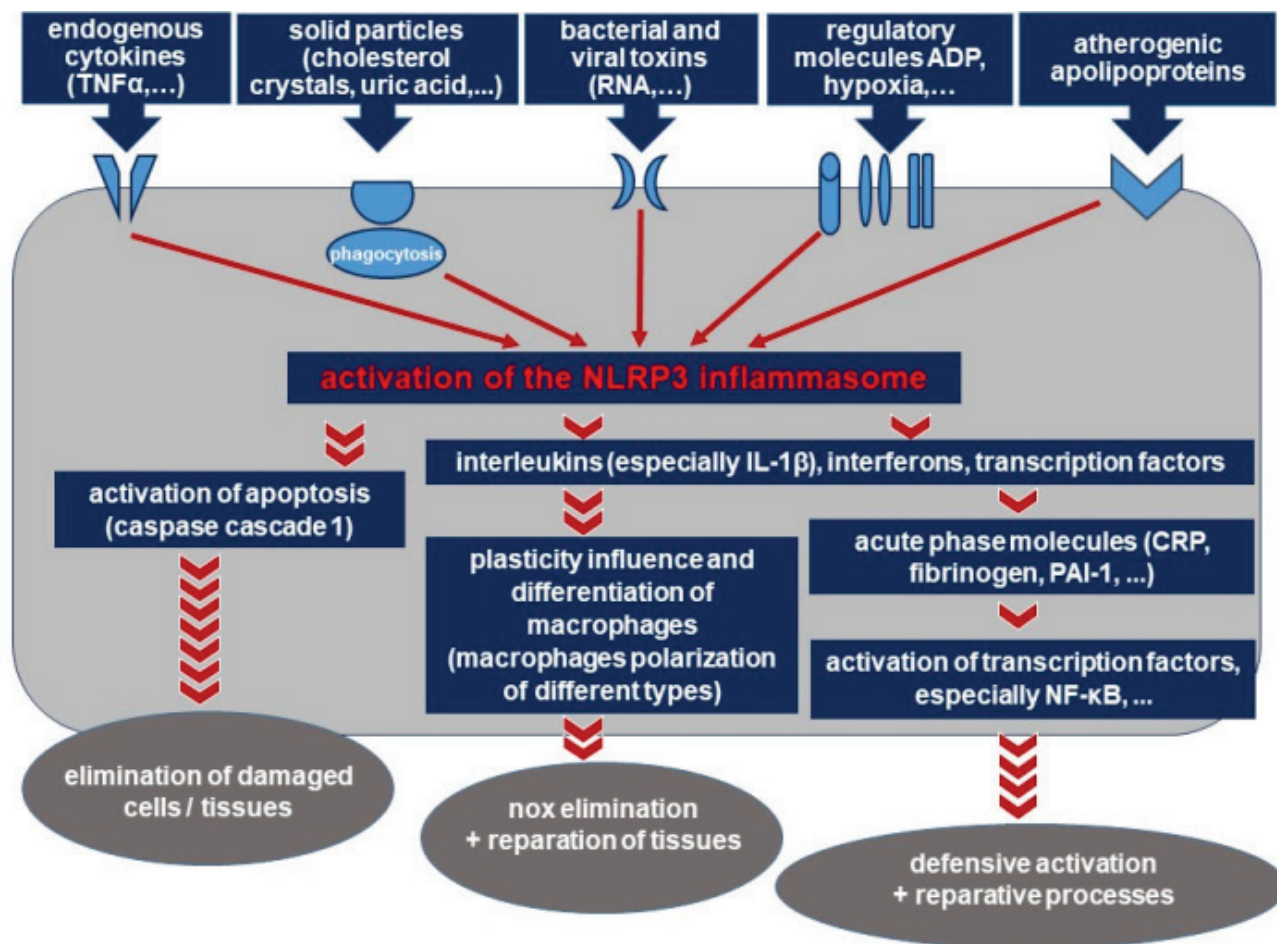 endogenous
cytokines
(TNFα,…)
solid particles
(cholesterol
crystals, uric acid,...)
bacterial and
viral toxins
(RNA,…)
regulatory
molecules ADP,
hypoxia,…
atherogenic
apolipoproteins
phagocytosis
activation of the NLRP3 inflammasome
interleukins (especially IL-1β), interferons, transcription factors
activation of apoptosis
(caspase cascade 1)
plasticity influence and
differentiation of
macrophages
(macrophages polarization
of different types)
acute phase molecules (CRP,
fibrinogen, PAI-1, ...)
activation of transcription factors,
especially NF-κB, ...
elimination of damaged
cells / tissues
nox elimination
+ reparation of tissues
defensive activation
+ reparative processes